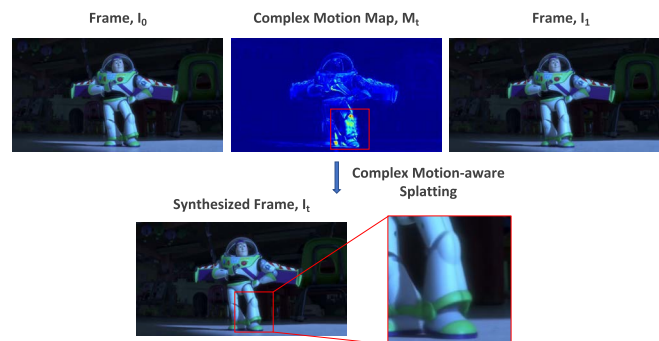 Frame, I₀
Complex Motion Map, Mₜ
Frame, I₁
Complex Motion-aware
Splatting
Synthesized Frame, Iₜ